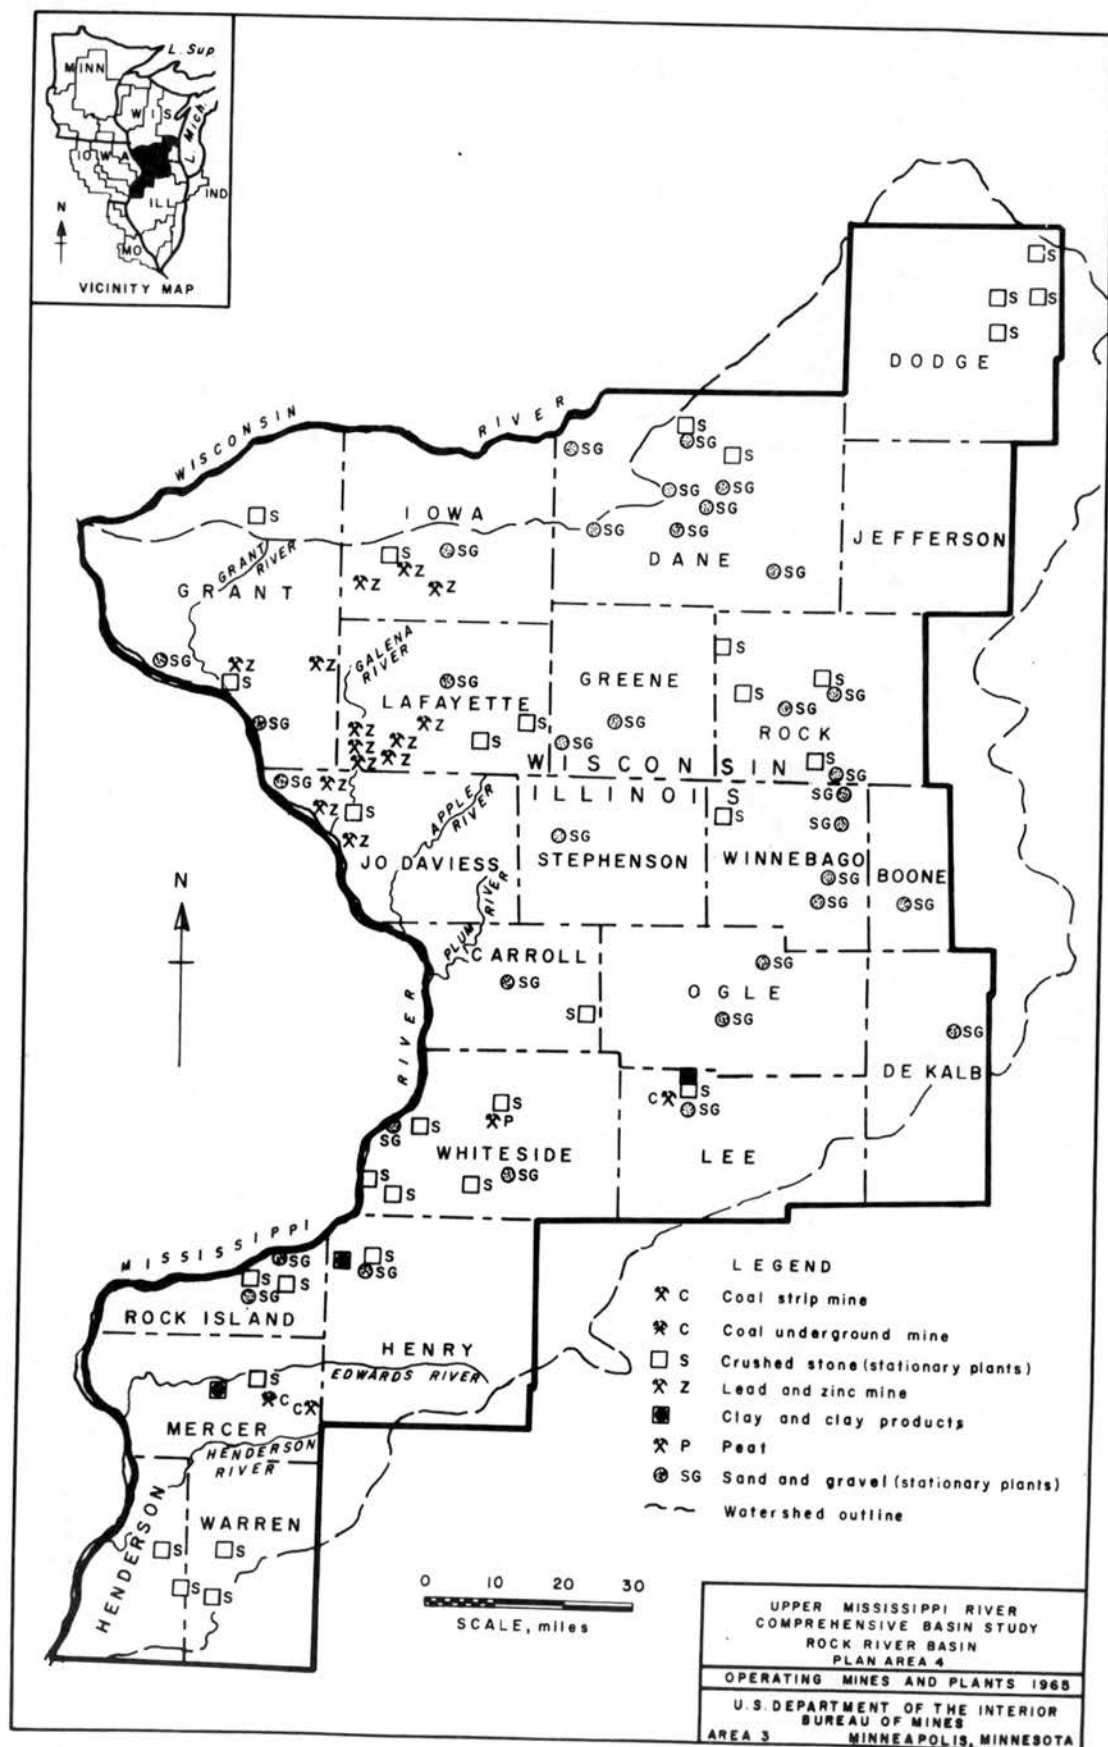 L. Sup
MINN
WIS
L. Mich.
IOWA
ILL
IND
N
MO
VICINITY MAP
S
S S
S
DODGE
WISCONSIN RIVER
S
SG SG
S
SG SG
SG
S
IOWA
SG SG
JEFFERSON
GRANT RIVER
S SG
DANE
Z
SG
Z Z
GRANT
GALENA RIVER
S
SG Z Z
S
SG
GREENE
S
LAFAYETTE
S SG
SG
SG Z S
SG
ROCK
Z Z S
SG
Z Z
S
WISCONSIN
SG
SG Z
ILLINOIS
SG
Z S
APPLE RIVER
S
SG
SG
Z
JO DAVIESS
STEPHENSON
WINNEBAGO
BOONE
PLUM RIVER
SG
SG SG
N
CARROLL
SG
SG
OGLE
S
SG
SG
RIVER
DE KALB
S
S
C
SG
P
SG
S
WHITESIDE
LEE
S
S
S
SG
MISSISSIPPI
SG
S
SG
S
S
SG
ROCK ISLAND
HENRY
EDWARDS RIVER
S
C
C
MERCER
HENDERSON RIVER
HENDERSON
WARREN
S S
S S
LEGEND
C Coal strip mine
C Coal underground mine
S Crushed stone (stationary plants)
Z Lead and zinc mine
Clay and clay products
P Peat
SG Sand and gravel (stationary plants)
Watershed outline
0 10 20 30
SCALE, miles
UPPER MISSISSIPPI RIVER
COMPREHENSIVE BASIN STUDY
ROCK RIVER BASIN
PLAN AREA 4
OPERATING MINES AND PLANTS 1965
U.S. DEPARTMENT OF THE INTERIOR
BUREAU OF MINES
AREA 3 MINNEAPOLIS, MINNESOTA